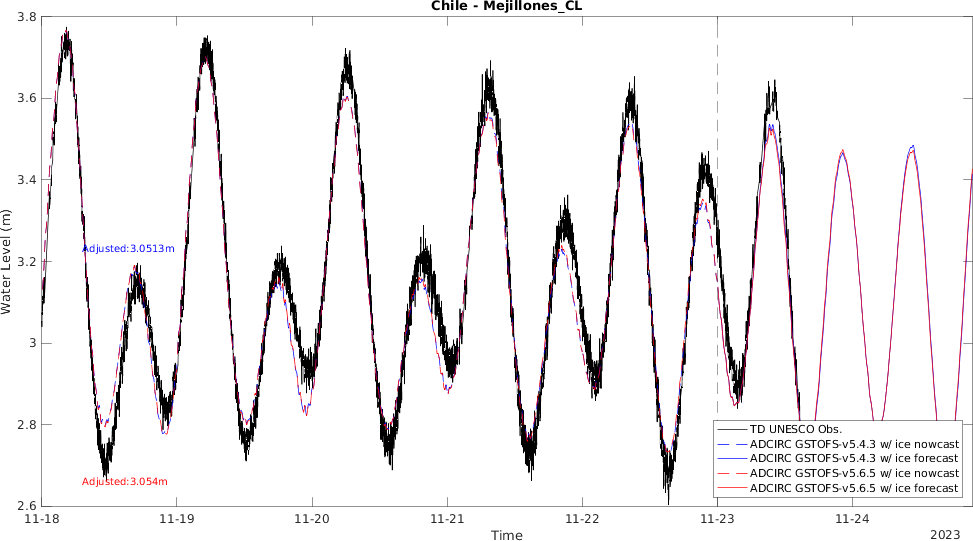 Chile - Mejillones_CL
3.8
3.6
3.4
3.2
3
2.8
2.6
Water Level (m)
Adjusted:3.0513m
Adjusted:3.054m
TD UNESCO Obs.
ADCIRC GSTOFS-v5.4.3 w/ ice nowcast
ADCIRC GSTOFS-v5.4.3 w/ ice forecast
ADCIRC GSTOFS-v5.6.5 w/ ice nowcast
ADCIRC GSTOFS-v5.6.5 w/ ice forecast
11-18 11-19 11-20 11-21 11-22 11-23 11-24
Time
2023